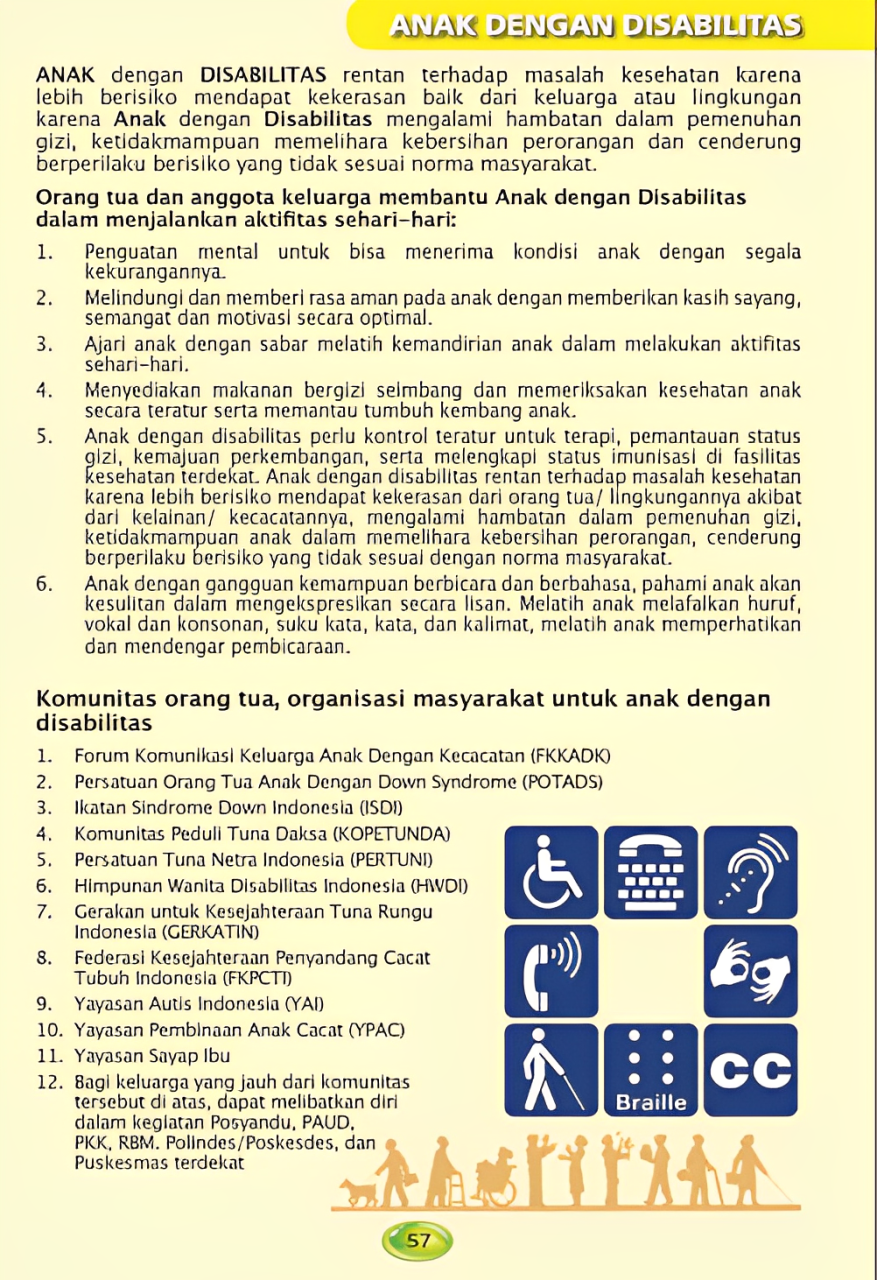 ANAK DENGAN DISABILITAS
ANAK dengan DISABILITAS rentan terhadap masalah kesehatan karena
lebih berisiko mendapat kekerasan baik dari keluarga atau lingkungan
karena Anak dengan Disabilitas mengalami hambatan dalam pemenuhan
gizi, ketidakmampuan memelihara kebersihan perorangan dan cenderung
berperilaku berisiko yang tidak sesuai norma masyarakat.
Orang tua dan anggota keluarga membantu Anak dengan Disabilitas
dalam menjalankan aktifitas sehari-hari:
1. Penguatan mental untuk bisa menerima kondisi anak dengan segala
kekurangannya.
2. Melindungi dan memberi rasa aman pada anak dengan memberikan kasih sayang,
semangat dan motivasi secara optimal.
3. Ajari anak dengan sabar melatih kemandirian anak dalam melakukan aktifitas
sehari-hari.
4. Menyediakan makanan bergizi seimbang dan memeriksakan kesehatan anak
secara teratur serta memantau tumbuh kembang anak.
5. Anak dengan disabilitas perlu kontrol teratur untuk terapi, pemantauan status
gizi, kemajuan perkembangan, serta melengkapi status imunisasi di fasilitas
kesehatan terdekat. Anak dengan disabilitas rentan terhadap masalah kesehatan
karena lebih berisiko mendapat kekerasan dari orang tua/ lingkungannya akibat
dari kelainan/ kecacatannya, mengalami hambatan dalam pemenuhan gizi,
ketidakmampuan anak dalam memelihara kebersihan perorangan, cenderung
berperilaku berisiko yang tidak sesuai dengan norma masyarakat.
6. Anak dengan gangguan kemampuan berbicara dan berbahasa, pahami anak akan
kesulitan dalam mengekspresikan secara lisan. Melatih anak melafalkan huruf,
vokal dan konsonan, suku kata, kata, dan kalimat, melatih anak memperhatikan
dan mendengar pembicaraan.
Komunitas orang tua, organisasi masyarakat untuk anak dengan
disabilitas
1. Forum Komunikasi Keluarga Anak Dengan Kecacatan (FKKADK)
2. Persatuan Orang Tua Anak Dengan Down Syndrome (POTADS)
3. Ikatan Sindrome Down Indonesia (ISDI)
4. Komunitas Peduli Tuna Daksa (KOPETUNDA)
5. Persatuan Tuna Netra Indonesia (PERTUNI)
6. Himpunan Wanita Disabilitas Indonesia (HWDI)
7. Gerakan untuk Kesejahteraan Tuna Rungu
Indonesia (GERKATIN)
8. Federasi Kesejahteraan Penyandang Cacat
Tubuh Indonesia (FKPCTI)
9. Yayasan Autis Indonesia (YAI)
10. Yayasan Pembinaan Anak Cacat (YPAC)
11. Yayasan Sayap Ibu
12. Bagi keluarga yang jauh dari komunitas
tersebut di atas, dapat melibatkan diri
dalam kegiatan Posyandu, PAUD,
PKK, RBM. Polindes/Poskesdes, dan
Puskesmas terdekat
Braille
CC
57